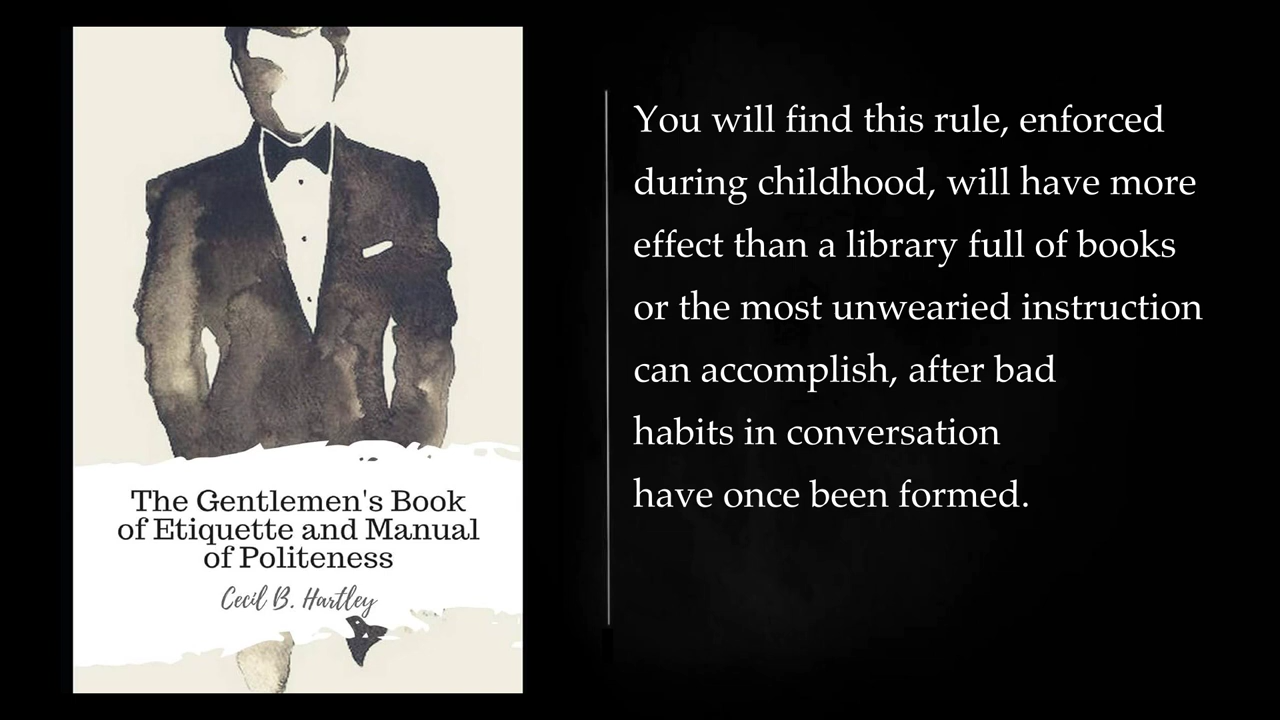 The Gentlemen's Book
of Etiquette and Manual
of Politeness
Cecil B. Hartley
You will find this rule, enforced
during childhood, will have more
effect than a library full of books
or the most unwearied instruction
can accomplish, after bad
habits in conversation
have once been formed.